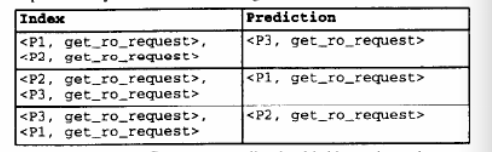 Index Prediction
<P1, get_ro_request>, <P3, get_ro_request>
<P2, get_ro_request>
<P2, get_ro_request>, <P1, get_ro_request>
<P3, get_ro_request>
<P3, get_ro_request>, <P2, get_ro_request>
<P1, get_ro_request>